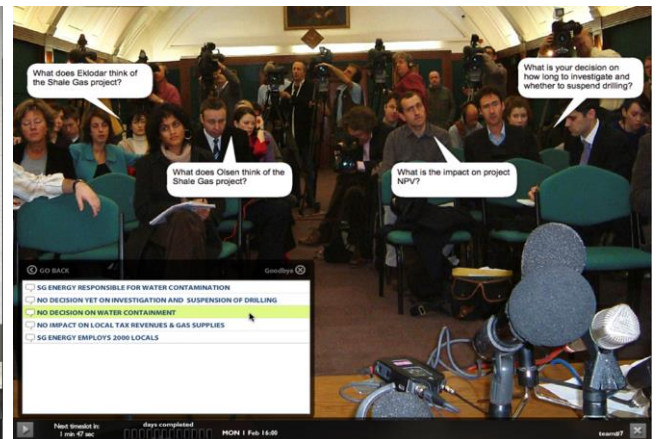 What does Eklodar think of
the Shale Gas project?
What is your decision on
how long to investigate and
whether to suspend drilling?
What does Olsen think of the
Shale Gas project?
What is the impact on project
NPV?
GO BACK
Goodbye
SG ENERGY RESPONSIBLE FOR WATER CONTAMINATION
NO DECISION YET ON INVESTIGATION AND SUSPENSION OF DRILLING
NO DECISION ON WATER CONTAINMENT
NO IMPACT ON LOCAL TAX REVENUES & GAS SUPPLIES
SG ENERGY EMPLOYS 2000 LOCALS
Next timeslot in:
1 min 47 sec
days completed
MON 1 Feb 16:00
team#7